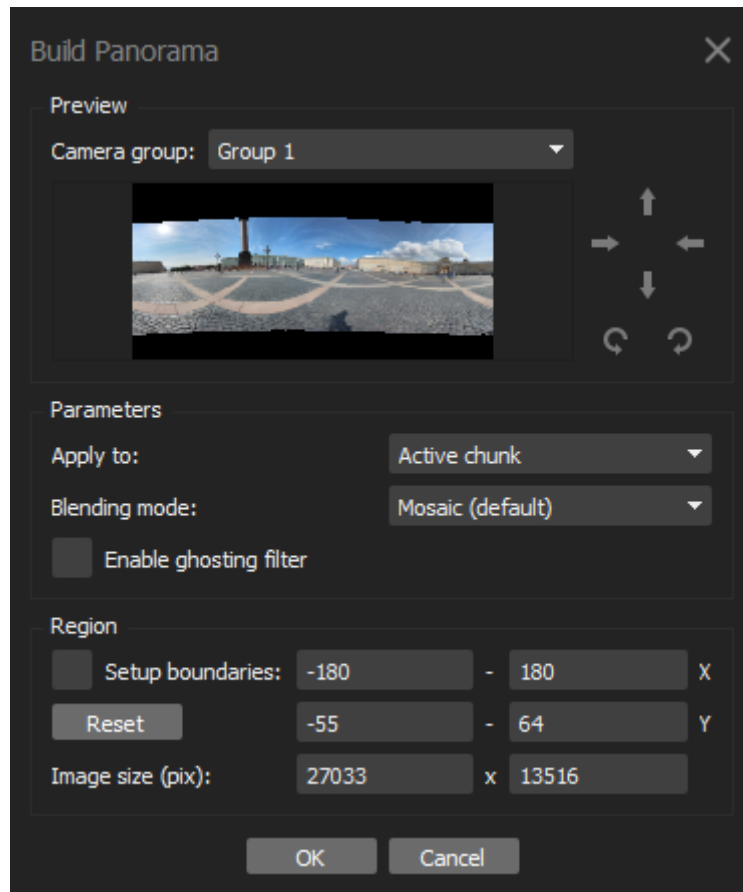 Build Panorama
Preview
Camera group: Group 1
Parameters
Apply to: Active chunk
Blending mode: Mosaic (default)
Enable ghosting filter
Region
Setup boundaries: -180 - 180 X
Reset -55 - 64 Y
Image size (pix): 27033 x 13516
OK Cancel